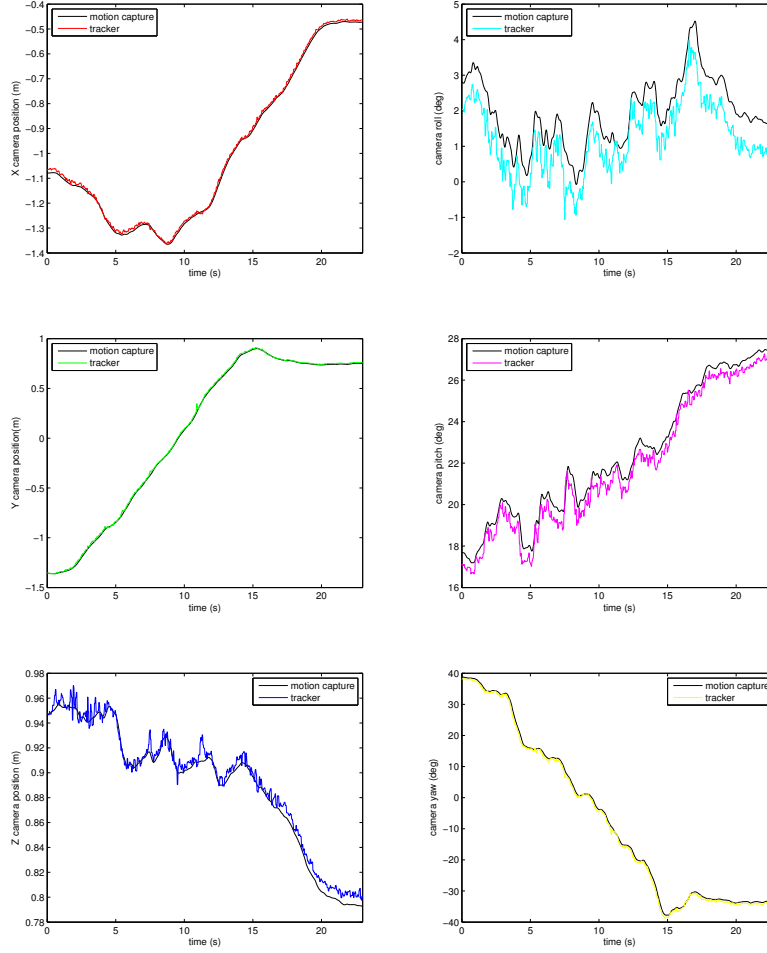 −0.4
−0.5
−0.6
−0.7
−0.8
−0.9
−1
−1.1
−1.2
−1.3
−1.4
X camera position (m)
motion capture
tracker
0 5 10 15 20
time (s)
5
4
3
2
1
0
−1
−2
camera roll (deg)
motion capture
tracker
0 5 10 15 20
time (s)
1
0.5
0
−0.5
−1
−1.5
Y camera position(m)
motion capture
tracker
0 5 10 15 20
time (s)
28
26
24
22
20
18
16
camera pitch (deg)
motion capture
tracker
0 5 10 15 20
time (s)
0.98
0.96
0.94
0.92
0.9
0.88
0.86
0.84
0.82
0.8
0.78
Z camera position (m)
motion capture
tracker
0 5 10 15 20
time (s)
40
30
20
10
0
−10
−20
−30
−40
camera yaw (deg)
motion capture
tracker
0 5 10 15 20
time (s)